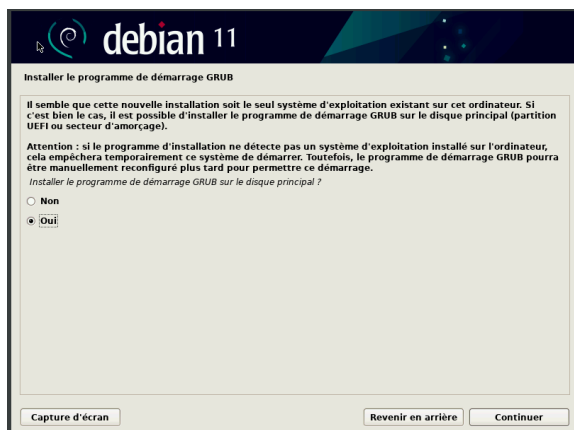 debian 11
Installer le programme de démarrage GRUB
Il semble que cette nouvelle installation soit le seul système d'exploitation existant sur cet ordinateur. Si
c'est bien le cas, il est possible d'installer le programme de démarrage GRUB sur le disque principal (partition
UEFI ou secteur d'amorçage).
Attention : si le programme d'installation ne détecte pas un système d'exploitation installé sur l'ordinateur,
cela empêchera temporairement ce système de démarrer. Toutefois, le programme de démarrage GRUB pourra
être manuellement reconfiguré plus tard pour permettre ce démarrage.
Installer le programme de démarrage GRUB sur le disque principal ?
Non
Oui
Capture d'écran
Revenir en arrière
Continuer